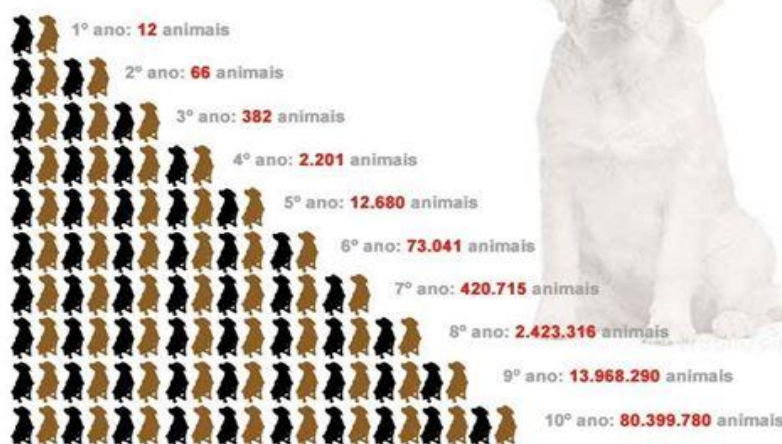 1º ano: 12 animais
2º ano: 66 animais
3º ano: 382 animais
4º ano: 2.201 animais
5º ano: 12.680 animais
6º ano: 73.041 animais
7º ano: 420.715 animais
8º ano: 2.423.316 animais
9º ano: 13.968.290 animais
10º ano: 80.399.780 animais